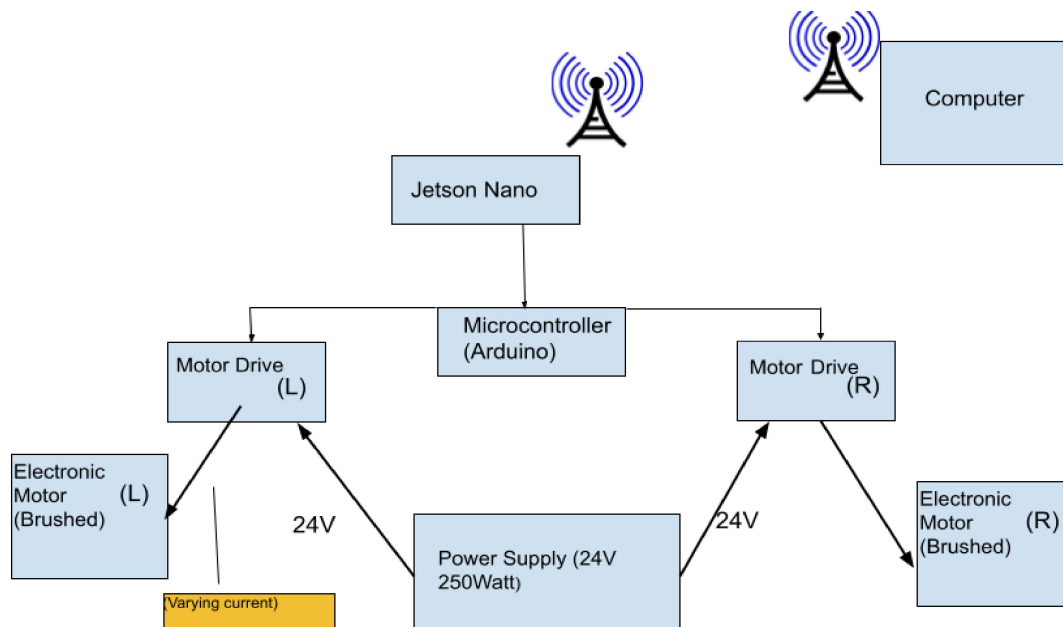 Computer
Jetson Nano
Microcontroller
(Arduino)
Motor Drive
(L)
Motor Drive
(R)
Electronic
Motor
(Brushed)
(L)
24V
Power Supply (24V
250Watt)
24V
Electronic
Motor
(Brushed)
(R)
(Varying current)